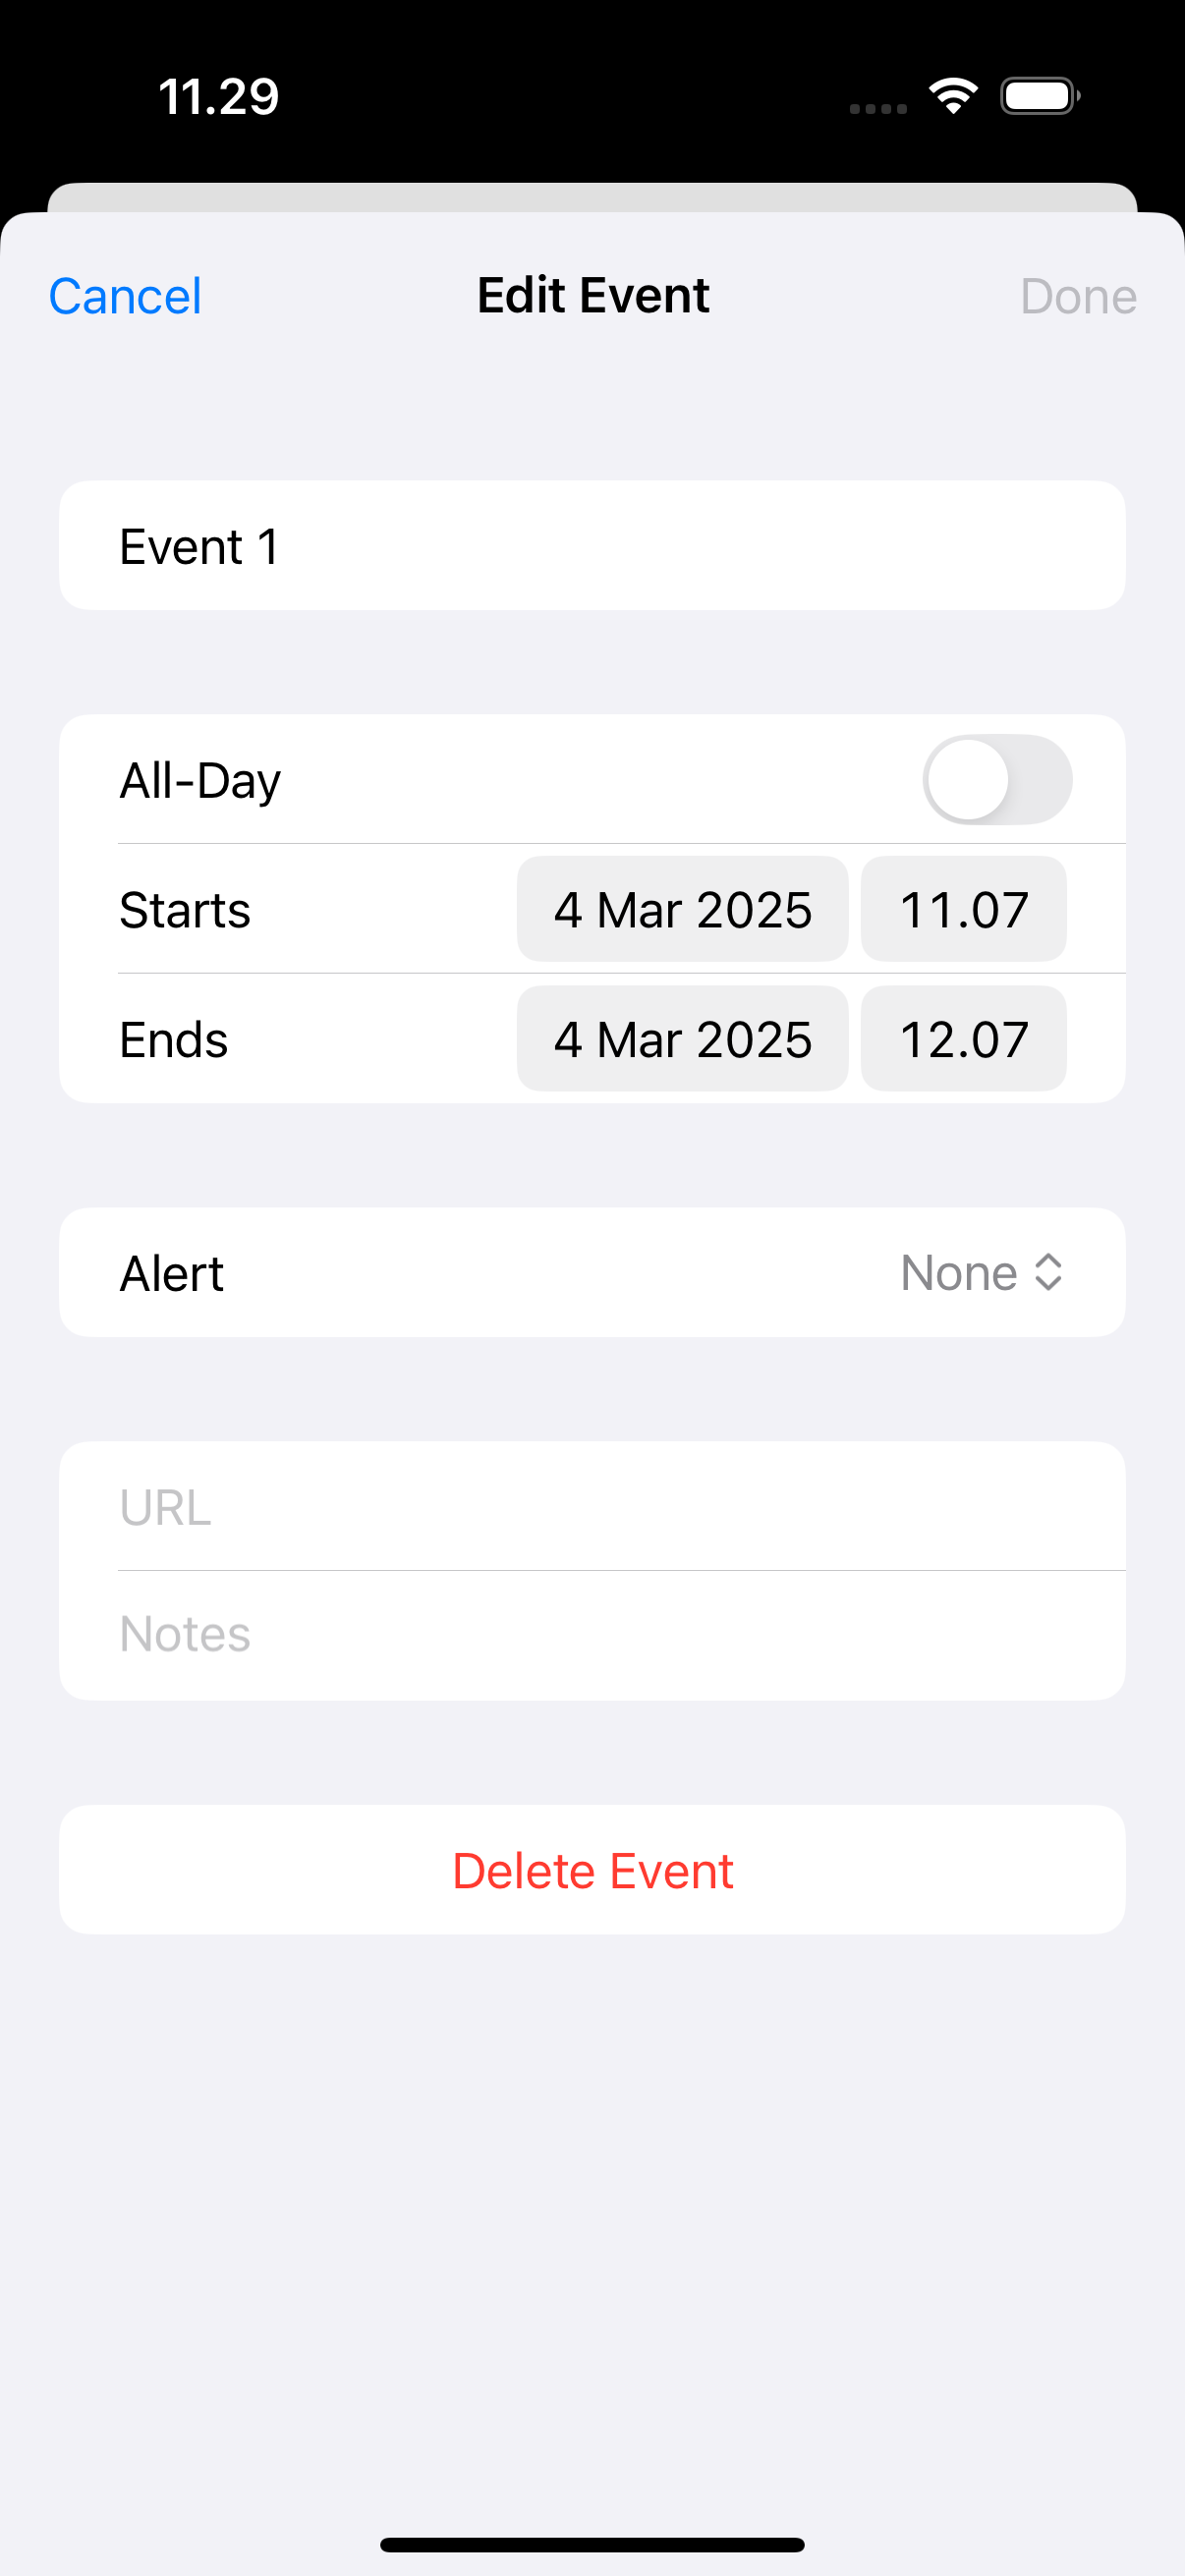 11.29
Cancel Edit Event Done
Event 1
All-Day
Starts 4 Mar 2025 11.07
Ends 4 Mar 2025 12.07
Alert None
URL
Notes
Delete Event